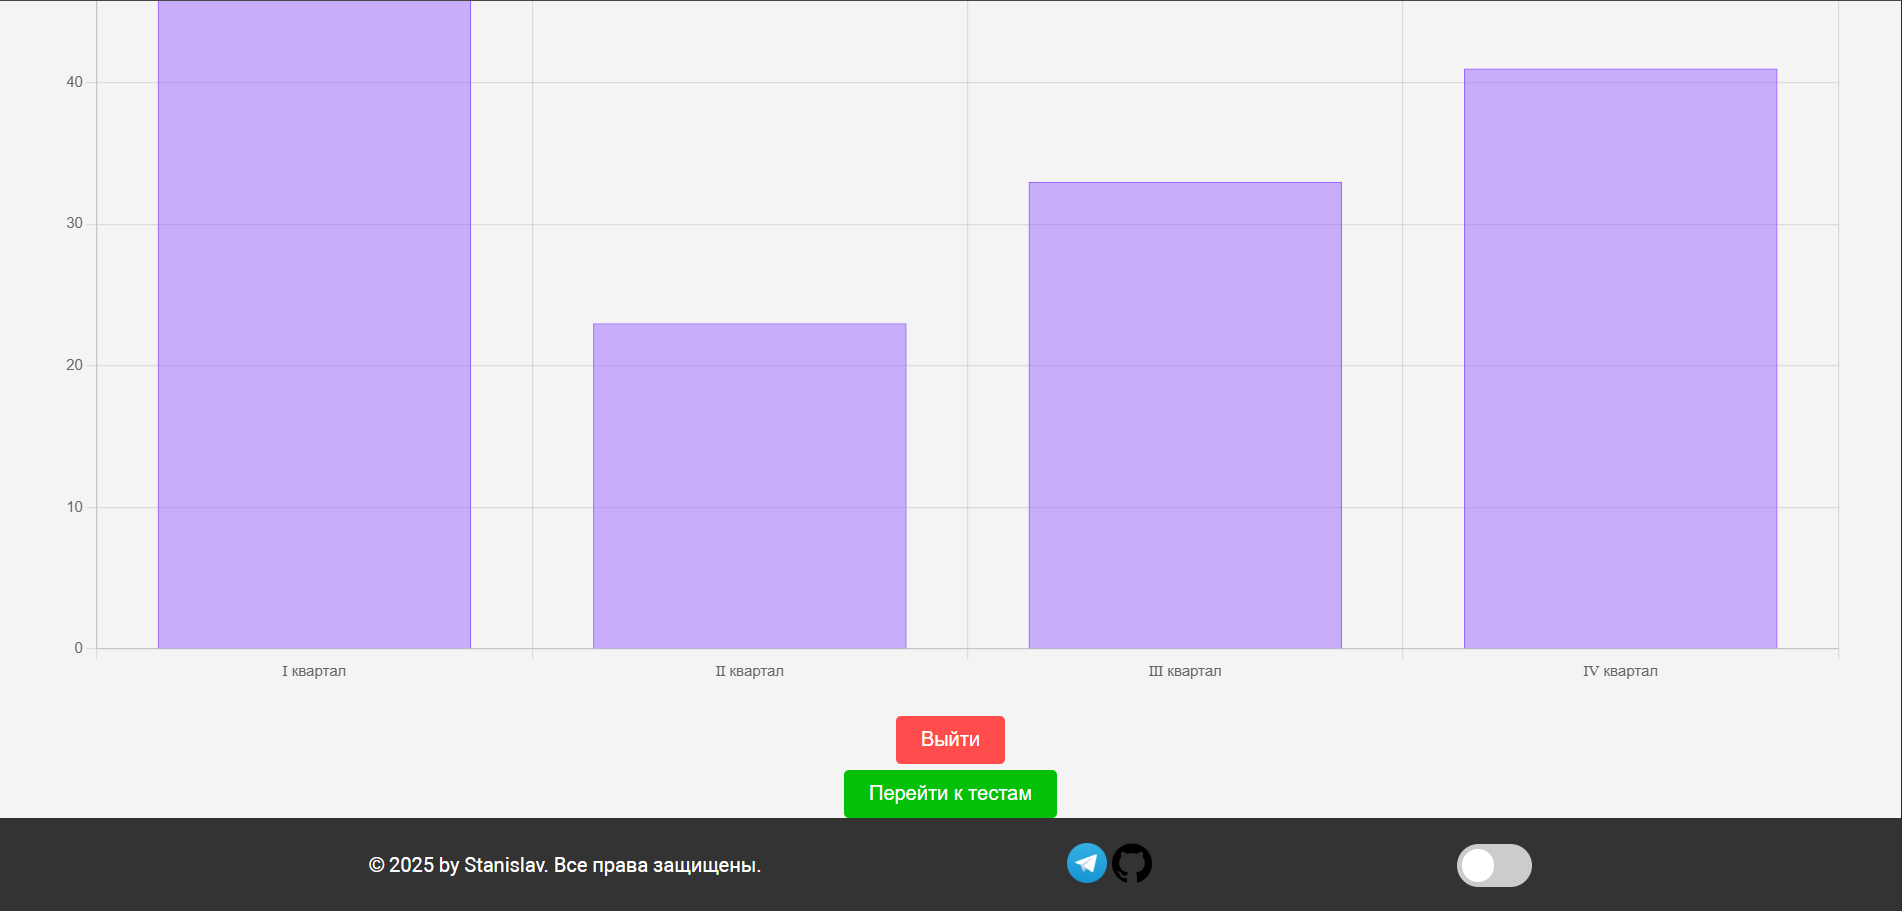 40
30
20
10
0
I квартал
II квартал
III квартал
IV квартал
Выйти
Перейти к тестам
© 2025 by Stanislav. Все права защищены.